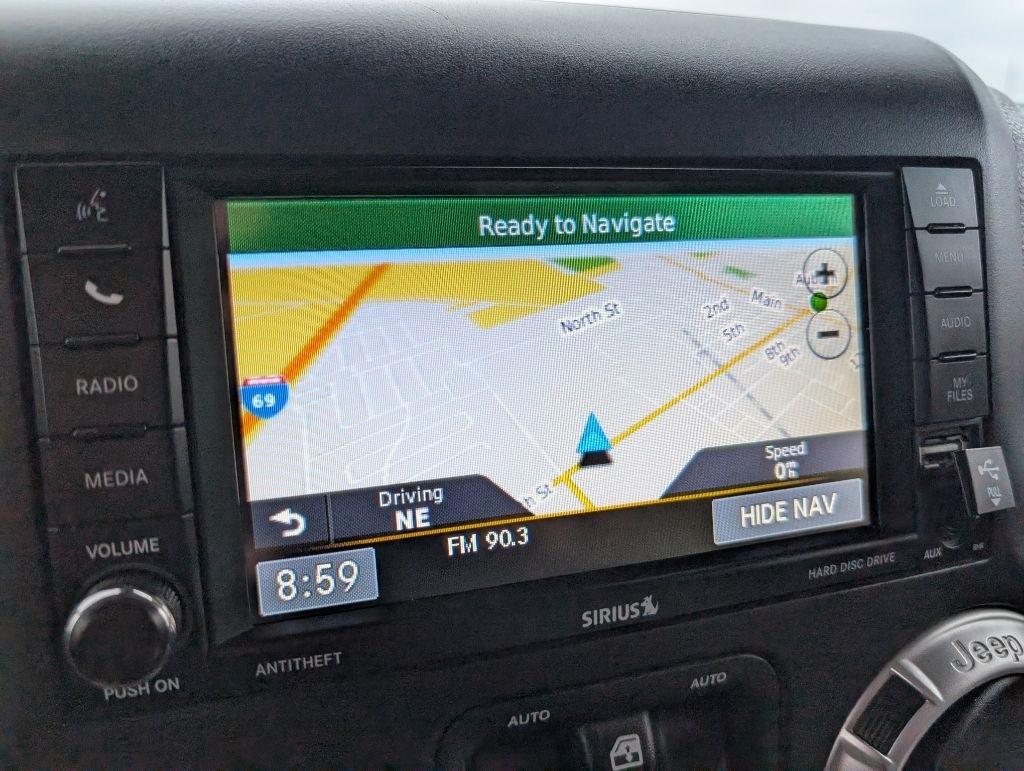 Ready to Navigate
LOAD
MENU
AUDIO
MY
FILES
RADIO
MEDIA
VOLUME
PUSH ON
North St
2nd
Main
5th
8th
9th
69
Driving
NE
Speed
0
FM 90.3
HIDE NAV
8:59
PULL
AUX
HARD DISC DRIVE
SIRIUS
ANTITHEFT
AUTO
AUTO
Jeep